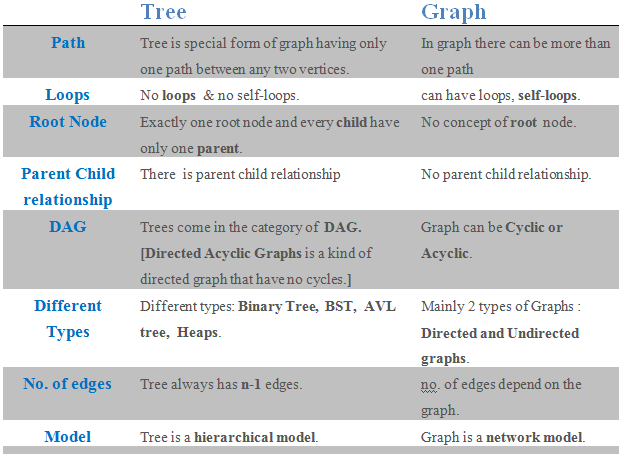 Tree Graph
Path Tree is special form of graph having only In graph there can be more than
one path between any two vertices. one path
Loops No loops & no self-loops. can have loops, self-loops.
Root Node Exactly one root node and every child have No concept of root node.
only one parent.
Parent Child There is parent child relationship No parent child relationship.
relationship
DAG Trees come in the category of DAG. Graph can be Cyclic or
[Directed Acyclic Graphs is a kind of Acyclic.
directed graph that have no cycles.]
Different Different types: Binary Tree, BST, AVL Mainly 2 types of Graphs :
Types tree, Heaps. Directed and Undirected
graphs.
No. of edges Tree always has n-1 edges. no. of edges depend on the
graph.
Model Tree is a hierarchical model. Graph is a network model.